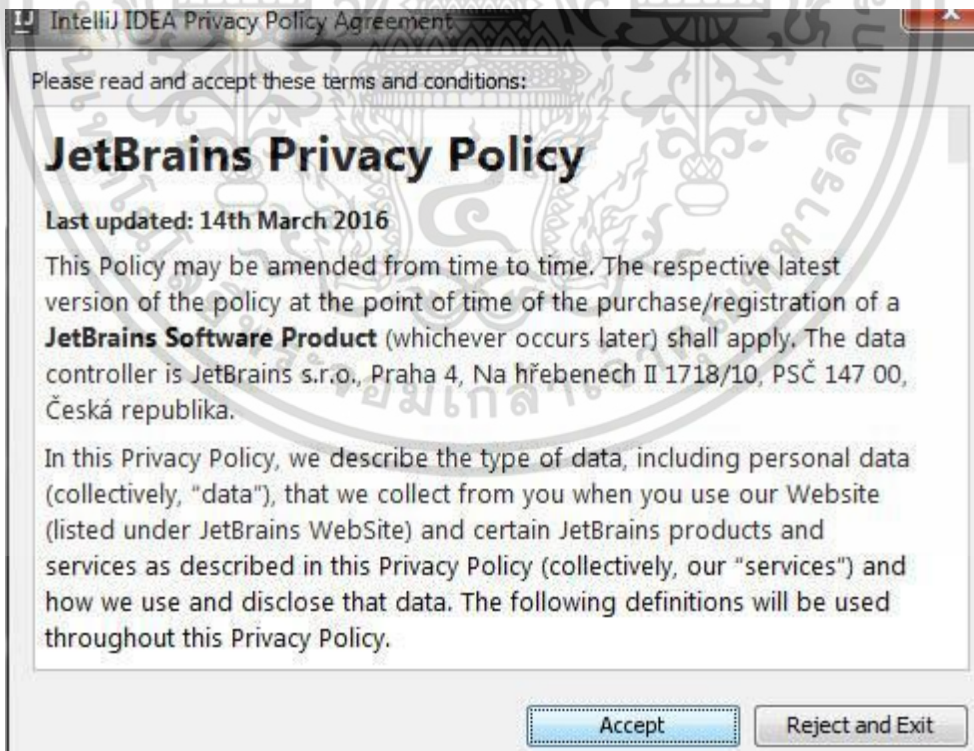 IJ IntelliJ IDEA Privacy Policy Agreement
Please read and accept these terms and conditions:
JetBrains Privacy Policy
Last updated: 14th March 2016
This Policy may be amended from time to time. The respective latest
version of the policy at the point of time of the purchase/registration of a
JetBrains Software Product (whichever occurs later) shall apply. The data
controller is JetBrains s.r.o., Praha 4, Na hřebenech II 1718/10, PSČ 147 00,
Česká republika.
In this Privacy Policy, we describe the type of data, including personal data
(collectively, “data”), that we collect from you when you use our Website
(listed under JetBrains WebSite) and certain JetBrains products and
services as described in this Privacy Policy (collectively, our “services”) and
how we use and disclose that data. The following definitions will be used
throughout this Privacy Policy.
Accept Reject and Exit